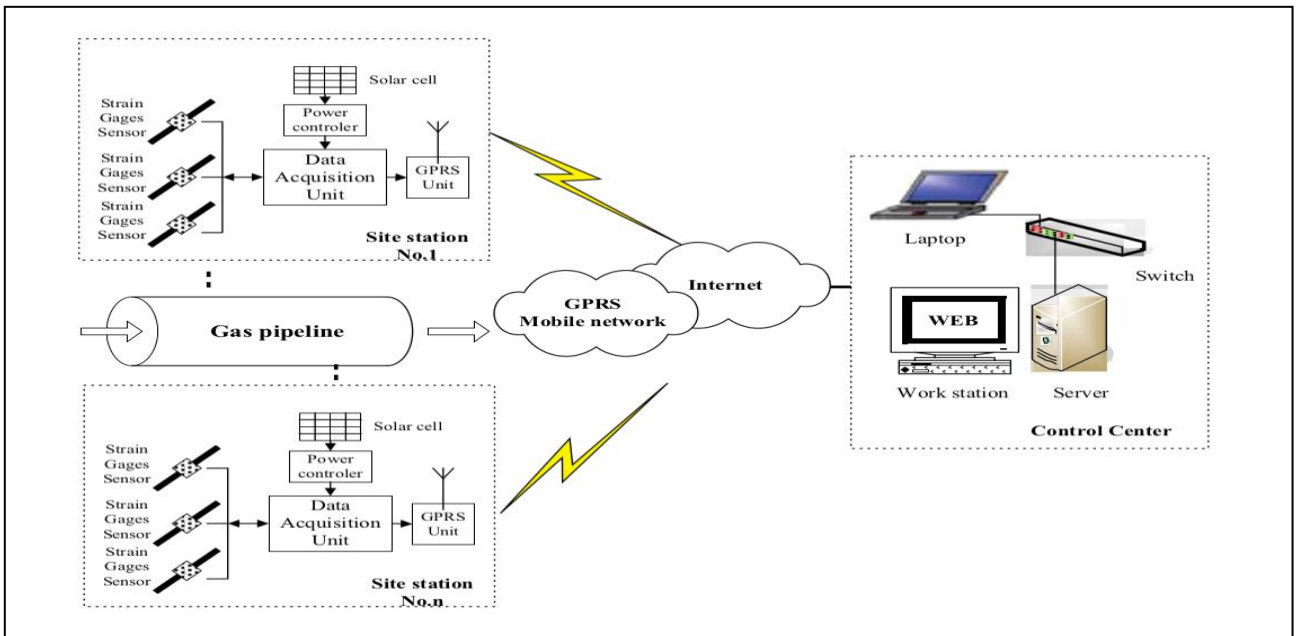 Solar cell
Strain
Gages
Sensor
Power
controler
Strain
Gages
Sensor
Data
Acquisition
Unit
GPRS
Unit
Strain
Gages
Sensor
Site station
No.1
Gas pipeline
GPRS
Mobile network
Internet
Laptop
Switch
WEB
Work station
Server
Control Center
Solar cell
Strain
Gages
Sensor
Power
controler
Strain
Gages
Sensor
Data
Acquisition
Unit
GPRS
Unit
Strain
Gages
Sensor
Site station
No.n